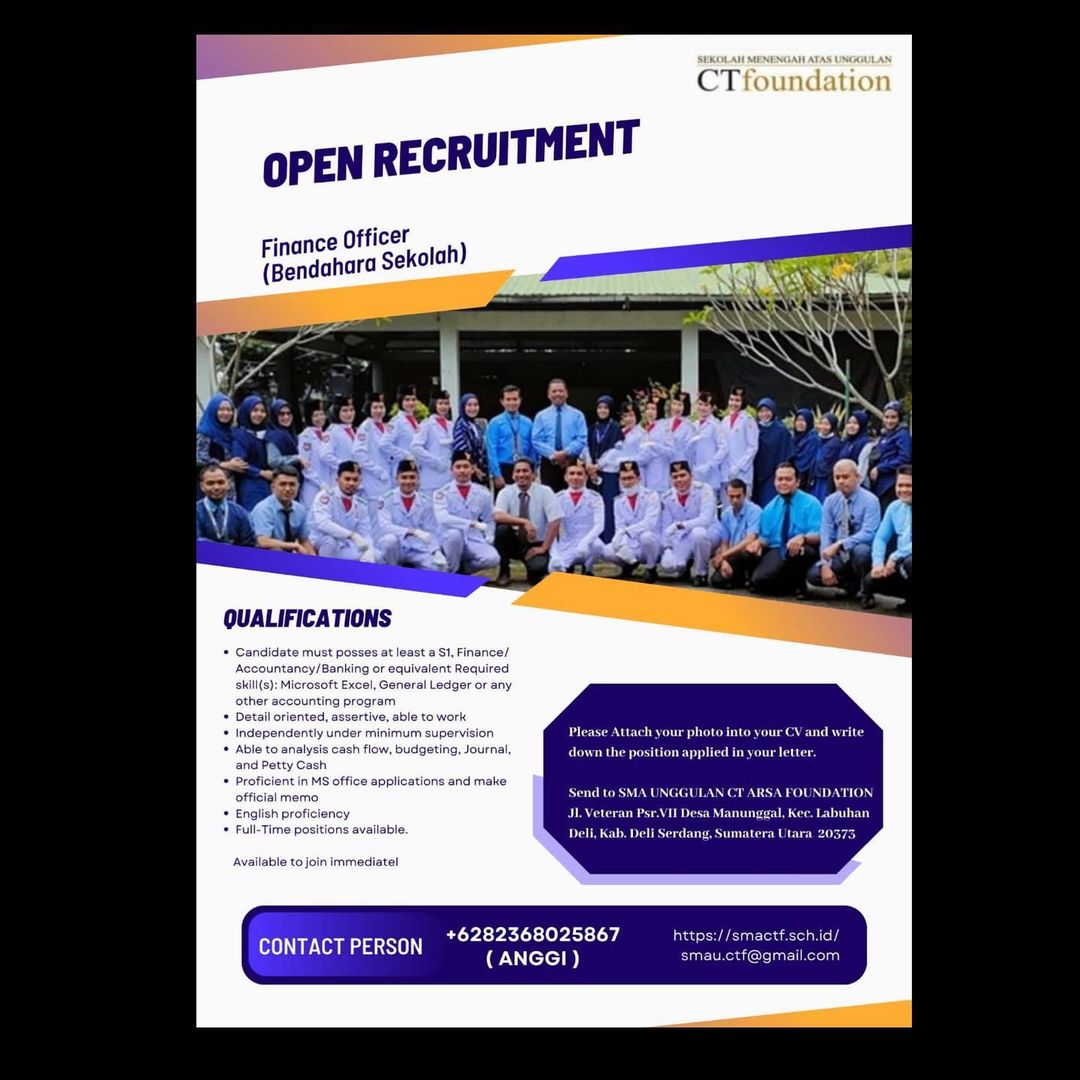 SEKOLAH MENENGAH ATAS UNGGULAN
CTfoundation
OPEN RECRUITMENT
Finance Officer
(Bendahara Sekolah)
QUALIFICATIONS
• Candidate must posses at least a S1, Finance/
Accountancy/Banking or equivalent Required
skill(s): Microsoft Excel, General Ledger or any
other accounting program
• Detail oriented, assertive, able to work
• Independently under minimum supervision
• Able to analysis cash flow, budgeting, Journal,
and Petty Cash
• Proficient in MS office applications and make
official memo
• English proficiency
• Full-Time positions available.
Available to join immediatel
Please Attach your photo into your CV and write
down the position applied in your letter.
Send to SMA UNGGULAN CT ARSA FOUNDATION
Jl. Veteran Psr.VII Desa Manunggal, Kec. Labuhan
Deli, Kab. Deli Serdang, Sumatera Utara 20373
CONTACT PERSON
+6282368025867
( ANGGI )
https://smactf.sch.id/
smau.ctf@gmail.com